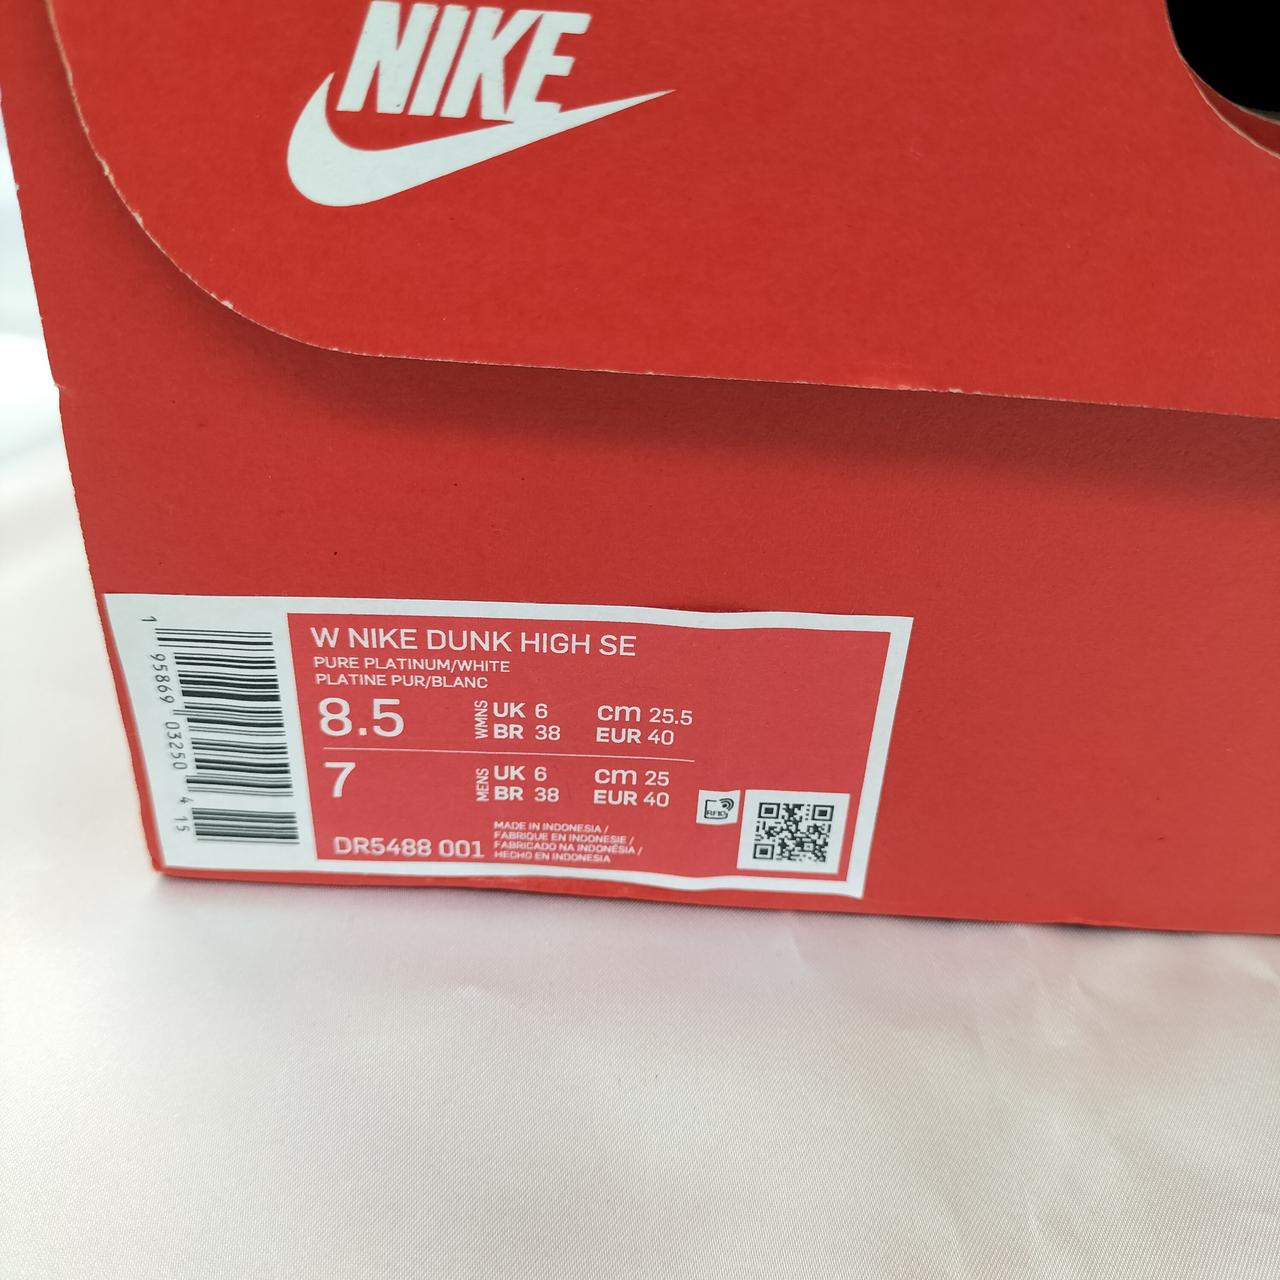 NIKE
W NIKE DUNK HIGH SE
PURE PLATINUM/WHITE
PLATINE PUR/BLANC
8.5 WMNS UK 6 cm 25.5
BR 38 EUR 40
7 MENS UK 6 cm 25
BR 38 EUR 40
DR5488 001
MADE IN INDONESIA /
FABRIQUE EN INDONESIE /
FABRICADO NA INDONÉSIA /
HECHO EN INDONESIA
RFID
1 95869 03250 4 15